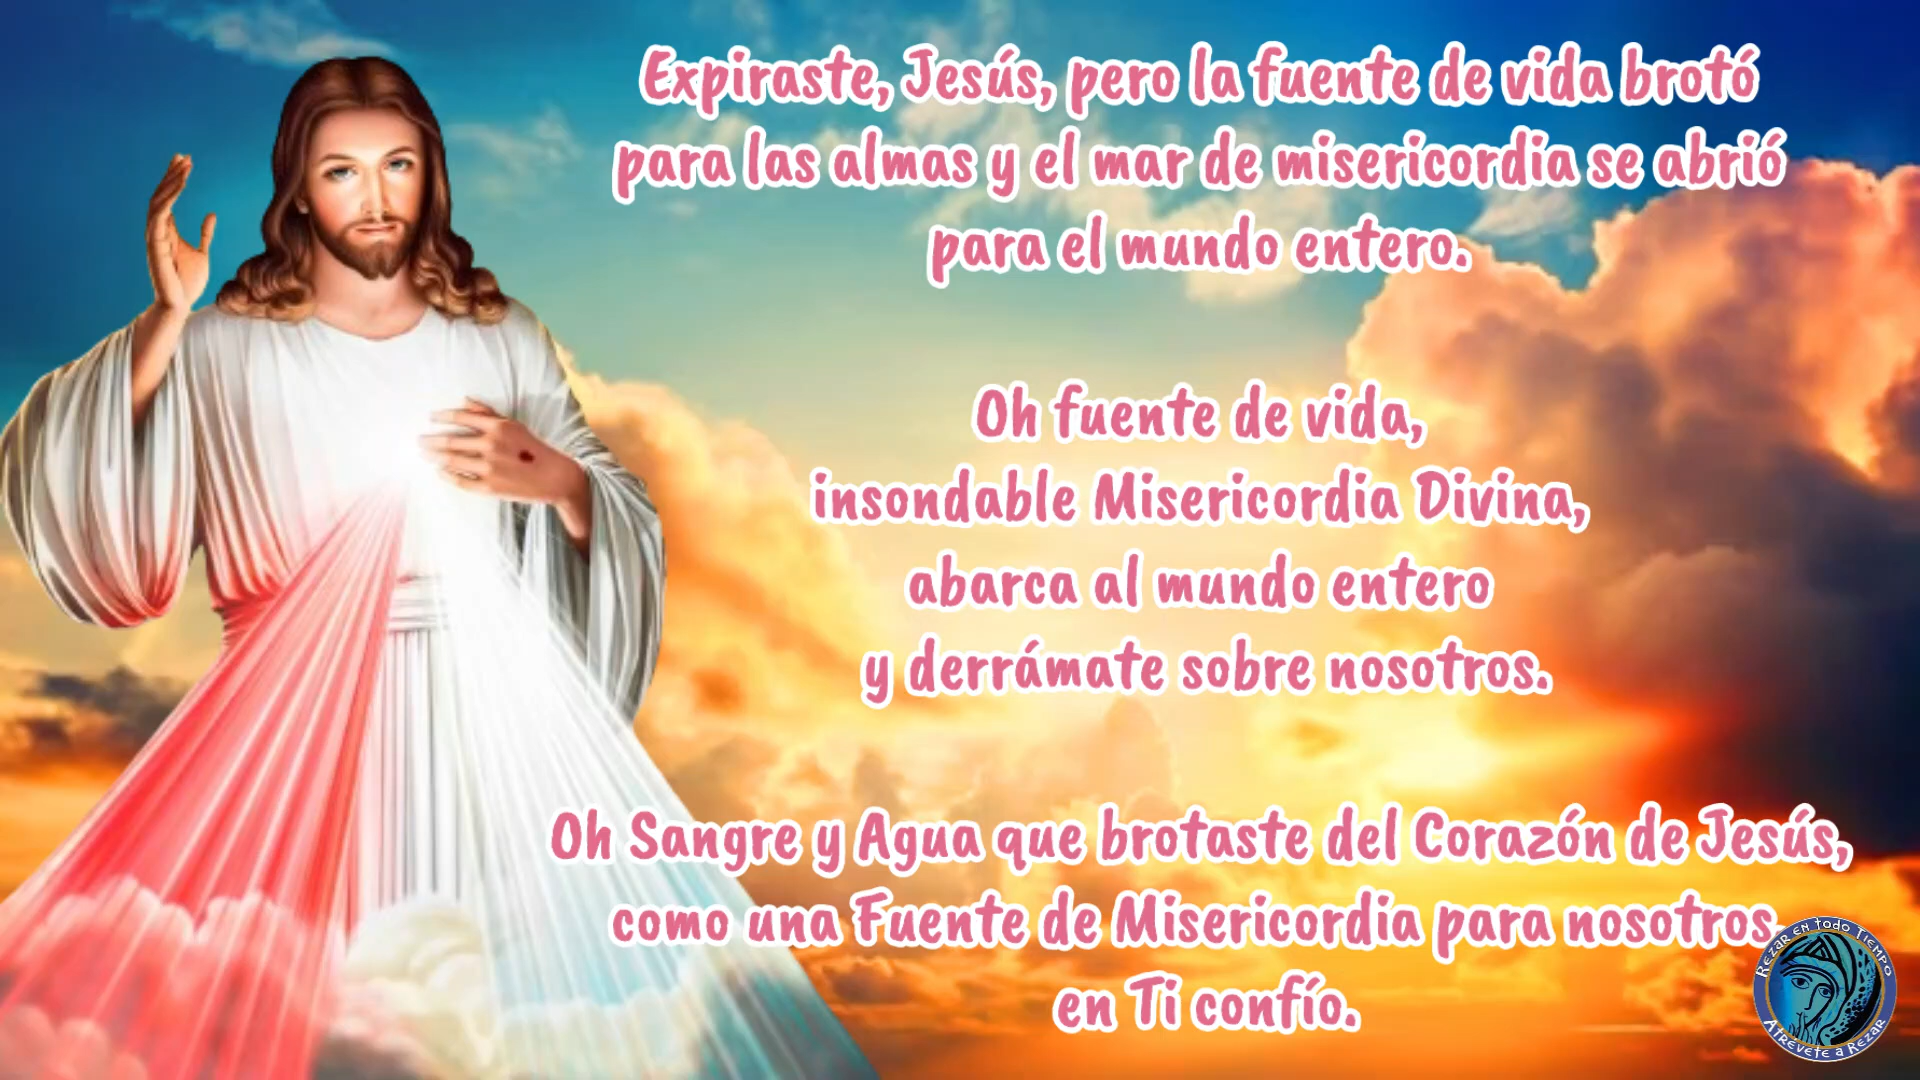 Expiraste, Jesús, pero la fuente de vida brotó
para las almas y el mar de misericordia se abrió
para el mundo entero.
Oh fuente de vida,
insondable Misericordia Divina,
abarca al mundo entero
y derrámate sobre nosotros.
Oh Sangre y Agua que brotaste del Corazón de Jesús,
como una Fuente de Misericordia para nosotros
en Ti confío.
Rezar en Todo Tiempo
Atrevete a Rezar